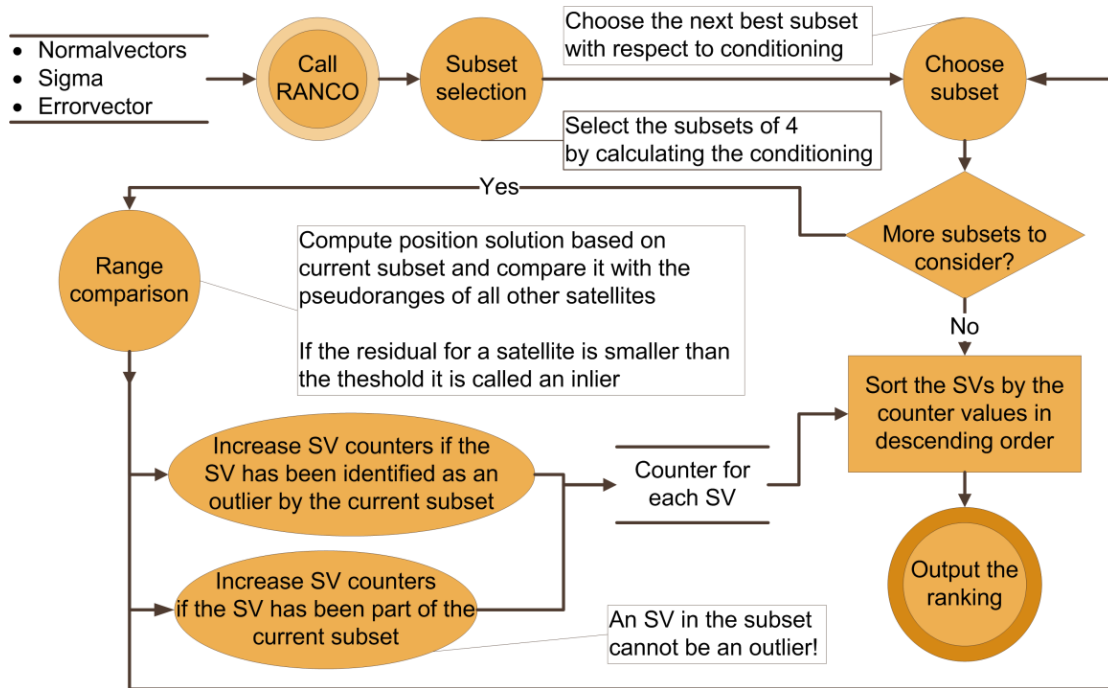 • Normalvectors
• Sigma
• Errorvector
Call
RANCO
Subset
selection
Choose the next best subset
with respect to conditioning
Choose
subset
Select the subsets of 4
by calculating the conditioning
Yes
More subsets to
consider?
Range
comparison
Compute position solution based on
current subset and compare it with the
pseudoranges of all other satellites
If the residual for a satellite is smaller than
the theshold it is called an inlier
No
Sort the SVs by the
counter values in
descending order
Increase SV counters if the
SV has been identified as an
outlier by the current subset
Counter for
each SV
Increase SV counters
if the SV has been part of the
current subset
An SV in the subset
cannot be an outlier!
Output the
ranking